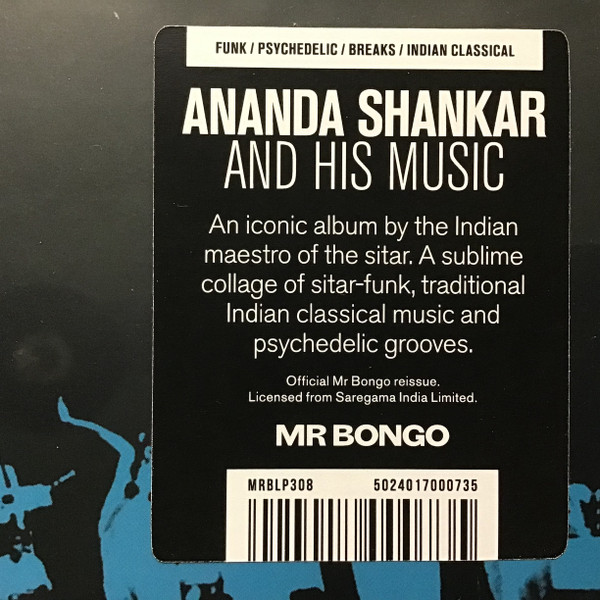 FUNK / PSYCHEDELIC / BREAKS / INDIAN CLASSICAL
ANANDA SHANKAR
AND HIS MUSIC
An iconic album by the Indian
maestro of the sitar. A sublime
collage of sitar-funk, traditional
Indian classical music and
psychedelic grooves.
Official Mr Bongo reissue.
Licensed from Saregama India Limited.
MR BONGO
MRBLP308 5024017000735